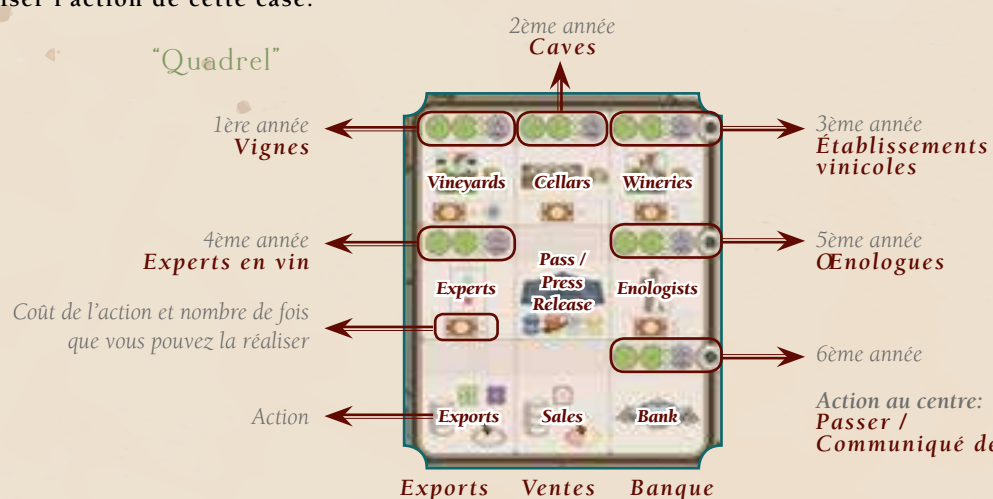 iser l'action de cette case.
2ème année
Caves
"Quadrel"
1ère année
Vignes
3ème année
Établissements
vinicoles
Vineyards Cellars Wineries
4ème année
Experts en vin
5ème année
Œnologues
Pass /
Press
Release
Experts
Enologists
Coût de l'action et nombre de fois
que vous pouvez la réaliser
6ème année
Action
Exports Sales Bank
Action au centre:
Passer /
Communiqué de
Exports Ventes Banque